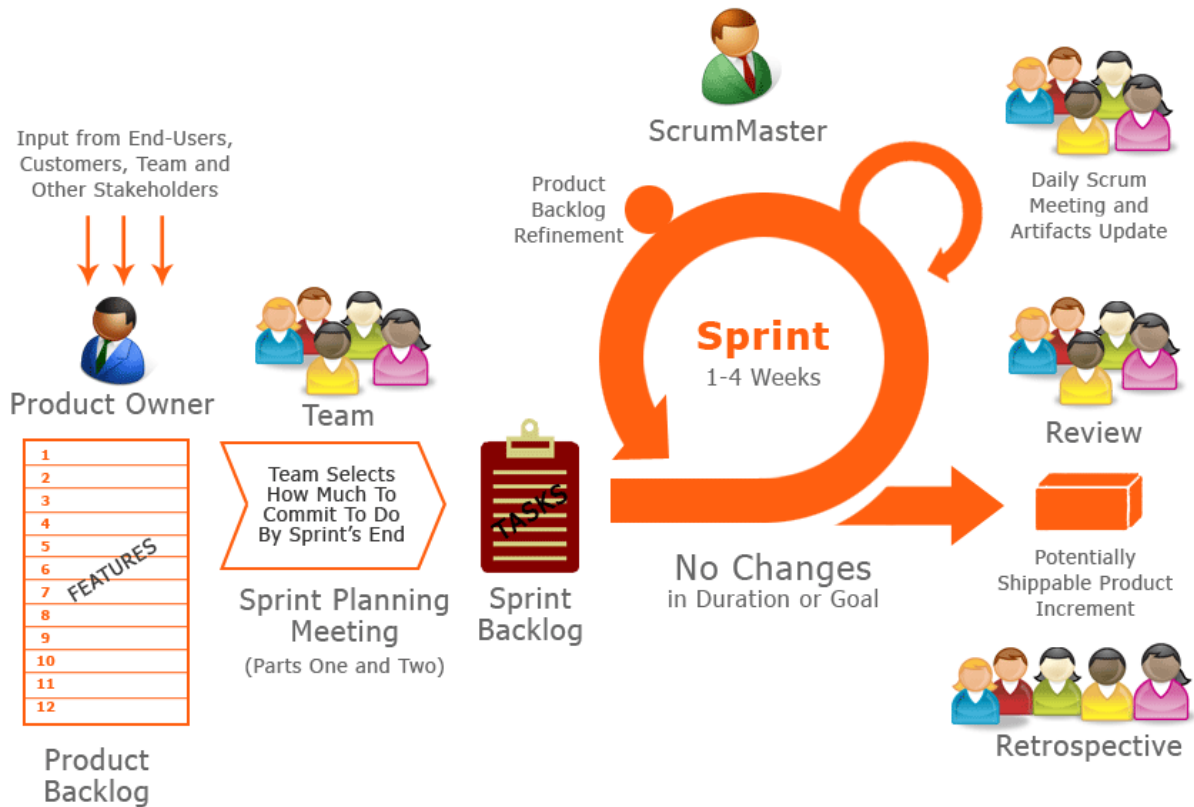 Input from End-Users,
Customers, Team and
Other Stakeholders
Product Owner
1
2
3
4
5
6
7
8
9
10
11
12
FEATURES
Product
Backlog
Team
Team Selects
How Much To
Commit To Do
By Sprint's End
Sprint Planning
Meeting
(Parts One and Two)
TASKS
Sprint
Backlog
ScrumMaster
Product
Backlog
Refinement
Sprint
1-4 Weeks
No Changes
in Duration or Goal
Daily Scrum
Meeting and
Artifacts Update
Review
Potentially
Shippable Product
Increment
Retrospective